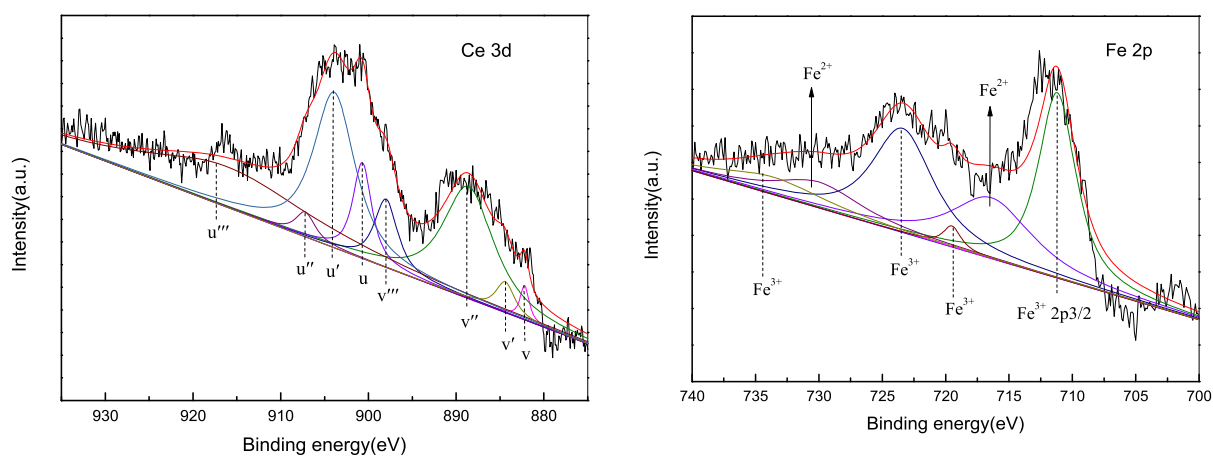 Ce 3d
Intensity(a.u.)
u‴
u″
u′
u
v‴
v″
v′
v
930
920
910
900
890
880
Binding energy(eV)
Fe 2p
Intensity(a.u.)
Fe²⁺
Fe²⁺
Fe³⁺
Fe³⁺
Fe³⁺
Fe³⁺ 2p3/2
740
735
730
725
720
715
710
705
700
Binding energy(eV)